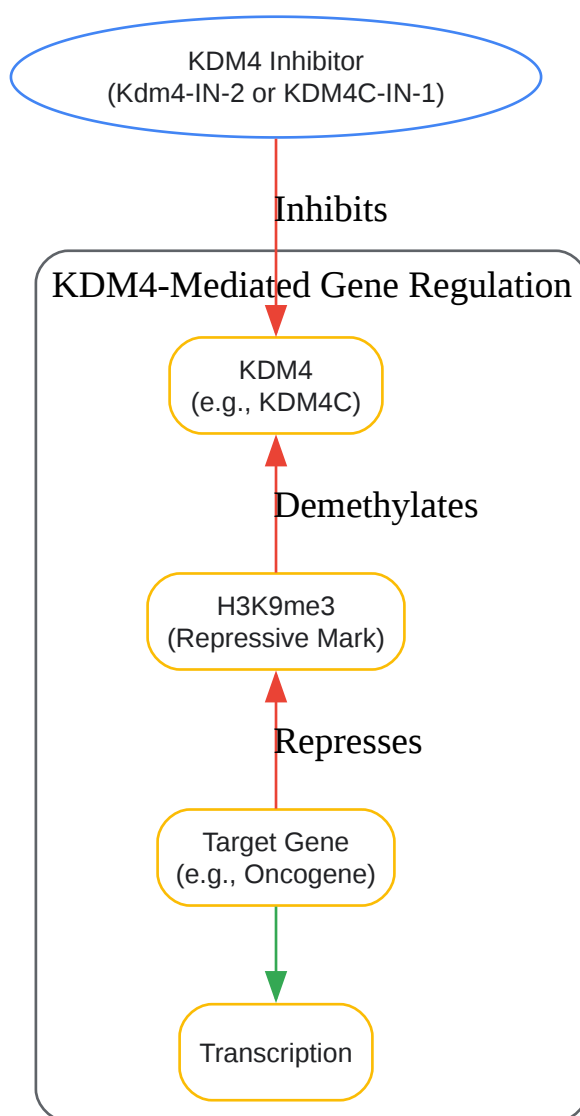 KDM4 Inhibitor
(Kdm4-IN-2 or KDM4C-IN-1)
Inhibits
KDM4-Mediated Gene Regulation
KDM4
(e.g., KDM4C)
Demethylates
H3K9me3
(Repressive Mark)
Represses
Target Gene
(e.g., Oncogene)
Transcription